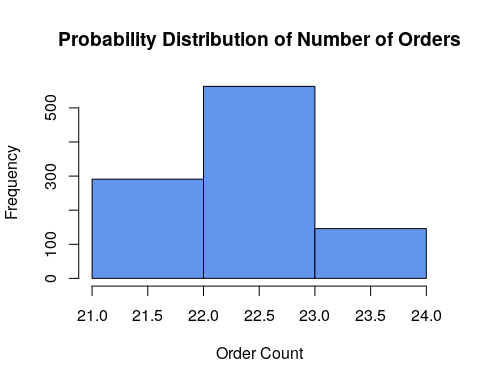 Probability Distribution of Number of Orders
Frequency
500
300
100
0
21.0 21.5 22.0 22.5 23.0 23.5 24.0
Order Count